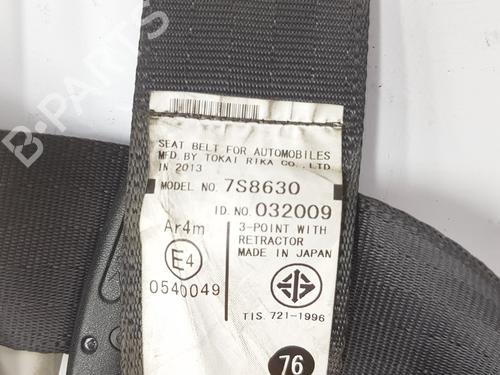 B-PARTS
SEAT BELT FOR AUTOMOBILES
MFD.BY TOKAI RIKA CO.,LTD.
IN 2013
MODEL NO. 7S8630
ID.NO.032009
Ar4m
3-POINT WITH
RETRACTOR
MADE IN JAPAN
E4
0540049
TIS.721-1996
76